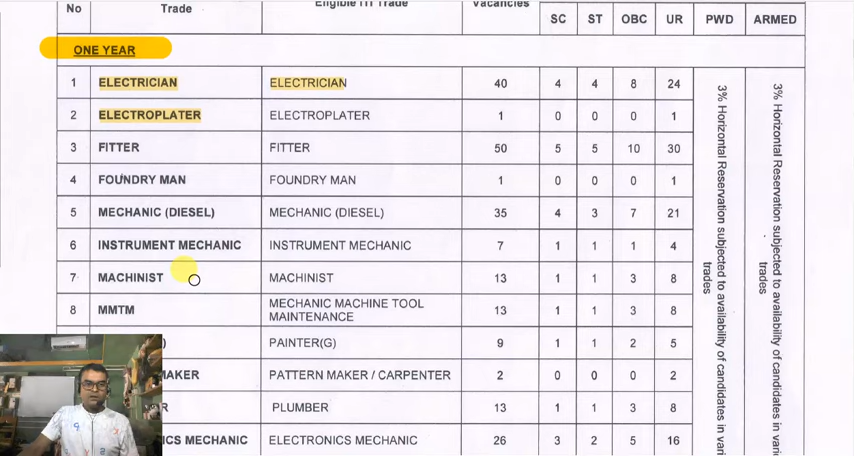 No Trade Eligible ITI Trade Vacancies SC ST OBC UR PWD ARMED
ONE YEAR
1 ELECTRICIAN ELECTRICIAN 40 4 4 8 24
2 ELECTROPLATER ELECTROPLATER 1 0 0 0 1
3 FITTER FITTER 50 5 5 10 30
4 FOUNDRY MAN FOUNDRY MAN 1 0 0 0 1
5 MECHANIC (DIESEL) MECHANIC (DIESEL) 35 4 3 7 21
6 INSTRUMENT MECHANIC INSTRUMENT MECHANIC 7 1 1 1 4
7 MACHINIST MACHINIST 13 1 1 3 8
8 MMTM MECHANIC MACHINE TOOL
MAINTENANCE 13 1 1 3 8
) PAINTER(G) 9 1 1 2 5
MAKER PATTERN MAKER / CARPENTER 2 0 0 0 2
R PLUMBER 13 1 1 3 8
ICS MECHANIC ELECTRONICS MECHANIC 26 3 2 5 16
3% Horizontal Reservation subjected to availability of candidates in vari
trades
3% Horizontal Reservation subjected to availability of candidates in vari
trades